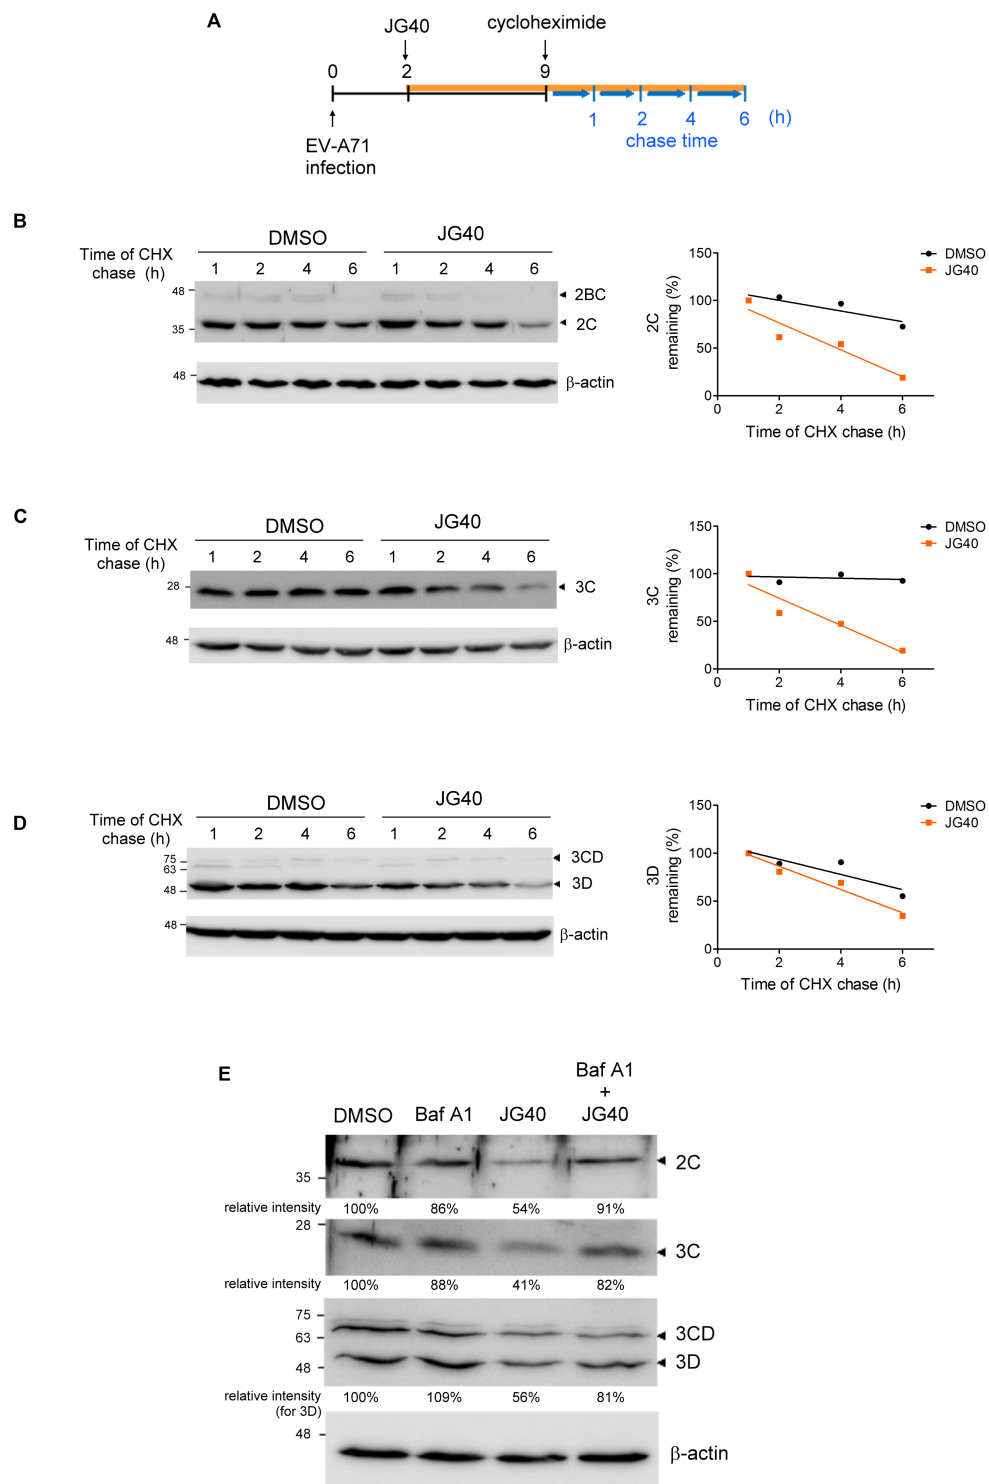 A
JG40
cycloheximide
0
2
9
1
2
4
6
(h)
chase time
EV-A71
infection
B
DMSO
JG40
Time of CHX
chase (h)
1 2 4 6 1 2 4 6
48
35
2BC
2C
48
β-actin
150
100
50
0
0 2 4 6
2C
remaining (%)
Time of CHX chase (h)
DMSO
JG40
C
DMSO
JG40
Time of CHX
chase (h)
1 2 4 6 1 2 4 6
28
3C
48
β-actin
150
100
50
0
0 2 4 6
3C
remaining (%)
Time of CHX chase (h)
DMSO
JG40
D
DMSO
JG40
Time of CHX
chase (h)
1 2 4 6 1 2 4 6
75
63
48
3CD
3D
48
β-actin
150
100
50
0
0 2 4 6
3D
remaining (%)
Time of CHX chase (h)
DMSO
JG40
E
DMSO
Baf A1
JG40
Baf A1
+
JG40
35
2C
relative intensity 100% 86% 54% 91%
28
3C
relative intensity 100% 88% 41% 82%
75
63
48
3CD
3D
relative intensity 100% 109% 56% 81%
(for 3D)
48
β-actin